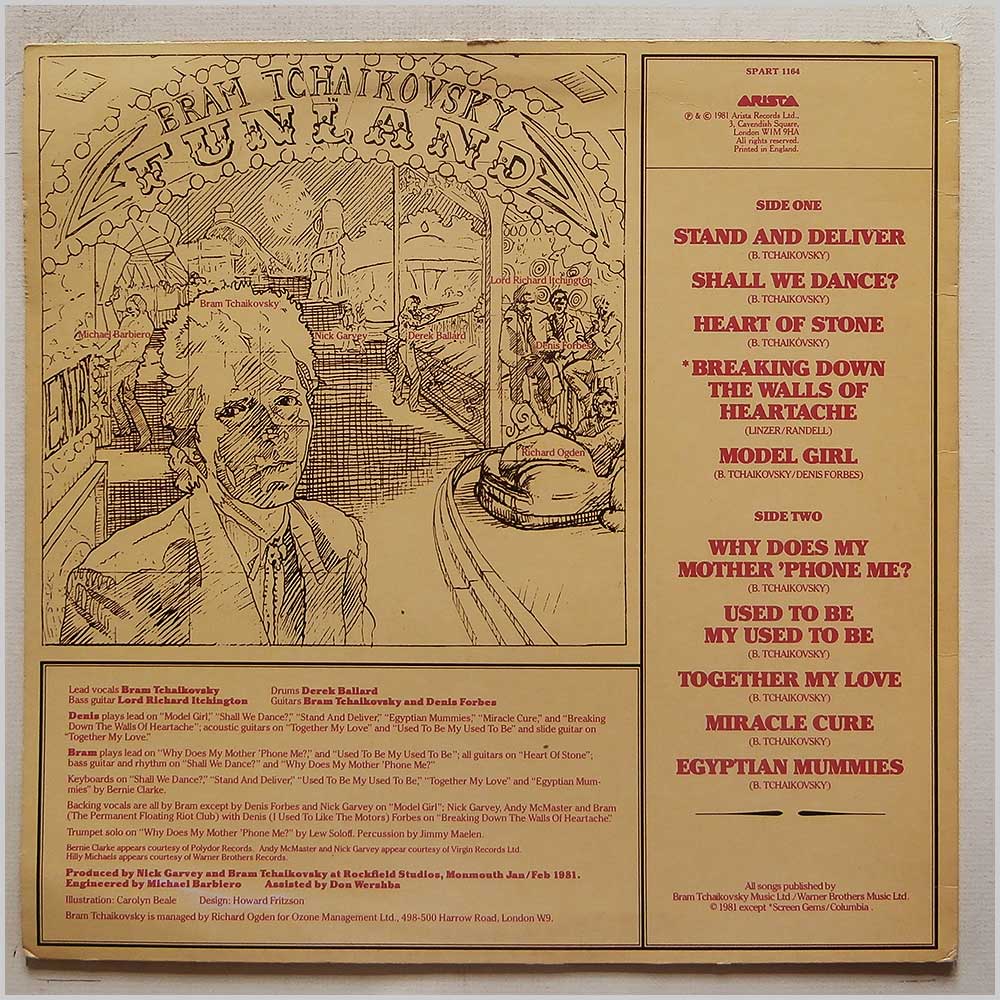 BRAM TCHAIKOVSKY
FUNLAND
Lord Richard Itchington
Bram Tchaikovsky
Michael Barbiero
Nick Garvey
Derek Ballard
Denis Forbes
Richard Ogden
Lead vocals Bram Tchaikovsky
Drums Derek Ballard
Bass guitar Lord Richard Itchington
Guitars Bram Tchaikovsky and Denis Forbes
Denis plays lead on "Model Girl," "Shall We Dance?," "Stand And Deliver," "Egyptian Mummies," "Miracle Cure," and "Breaking
Down The Walls Of Heartache"; acoustic guitars on "Together My Love" and "Used To Be My Used To Be" and slide guitar on
"Together My Love."
Bram plays lead on "Why Does My Mother 'Phone Me?," and "Used To Be My Used To Be"; all guitars on "Heart Of Stone";
bass guitar and rhythm on "Shall We Dance?" and "Why Does My Mother 'Phone Me?"
Keyboards on "Shall We Dance?," "Stand And Deliver," "Used To Be My Used To Be," "Together My Love" and "Egyptian Mum-
mies" by Bernie Clarke.
Backing vocals are all by Bram except by Denis Forbes and Nick Garvey on "Model Girl"; Nick Garvey, Andy McMaster and Bram
(The Permanent Floating Riot Club) with Denis (I Used To Like The Motors) Forbes on "Breaking Down The Walls Of Heartache."
Trumpet solo on "Why Does My Mother 'Phone Me?" by Lew Soloff. Percussion by Jimmy Maelen.
Bernie Clarke appears courtesy of Polydor Records. Andy McMaster and Nick Garvey appear courtesy of Virgin Records Ltd.
Hilly Michaels appears courtesy of Warner Brothers Records.
Produced by Nick Garvey and Bram Tchaikovsky at Rockfield Studios, Monmouth Jan/Feb 1981.
Engineered by Michael Barbiero Assisted by Don Wershba
Illustration: Carolyn Beale Design: Howard Fritzson
Bram Tchaikovsky is managed by Richard Ogden for Ozone Management Ltd., 498-500 Harrow Road, London W9.
SPART 1164
ARISTA
℗ & © 1981 Arista Records Ltd.,
3, Cavendish Square,
London W1M 9HA
All rights reserved.
Printed in England.
SIDE ONE
STAND AND DELIVER
(B. TCHAIKOVSKY)
SHALL WE DANCE?
(B. TCHAIKOVSKY)
HEART OF STONE
(B. TCHAIKOVSKY)
*BREAKING DOWN
THE WALLS OF
HEARTACHE
(LINZER/RANDELL)
MODEL GIRL
(B. TCHAIKOVSKY/DENIS FORBES)
SIDE TWO
WHY DOES MY
MOTHER 'PHONE ME?
(B. TCHAIKOVSKY)
USED TO BE
MY USED TO BE
(B. TCHAIKOVSKY)
TOGETHER MY LOVE
(B. TCHAIKOVSKY)
MIRACLE CURE
(B. TCHAIKOVSKY)
EGYPTIAN MUMMIES
(B. TCHAIKOVSKY)
All songs published by
Bram Tchaikovsky Music Ltd./Warner Brothers Music Ltd.
© 1981 except *Screen Gems/Columbia.